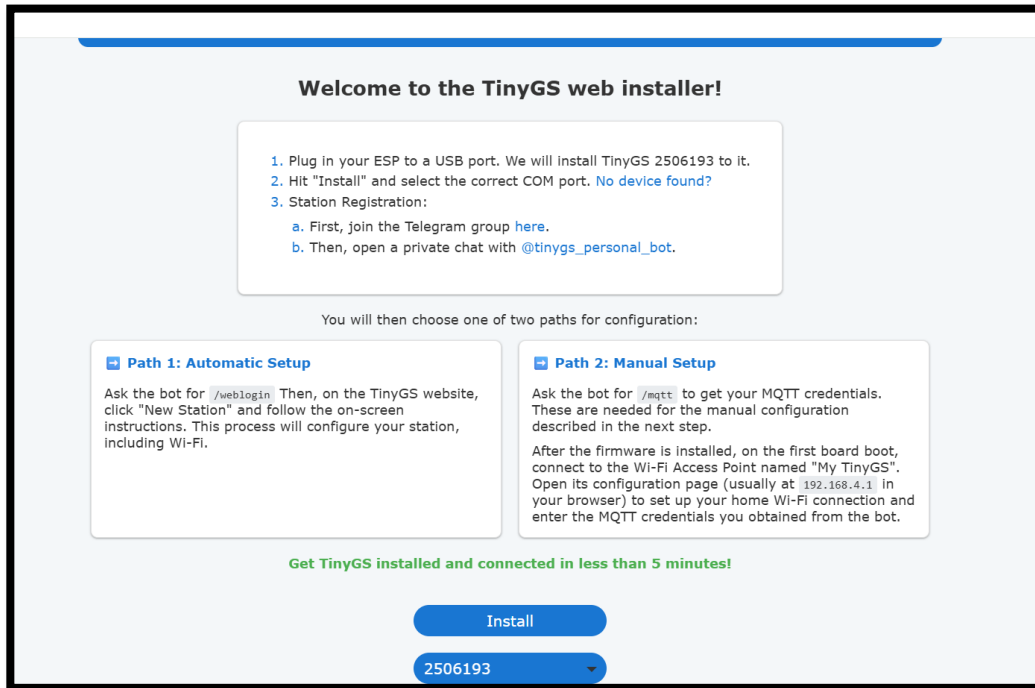 Welcome to the TinyGS web installer!
1. Plug in your ESP to a USB port. We will install TinyGS 2506193 to it.
2. Hit "Install" and select the correct COM port. No device found?
3. Station Registration:
a. First, join the Telegram group here.
b. Then, open a private chat with @tinygs_personal_bot.
You will then choose one of two paths for configuration:
➡ Path 1: Automatic Setup
Ask the bot for /weblogin Then, on the TinyGS website,
click "New Station" and follow the on-screen
instructions. This process will configure your station,
including Wi-Fi.
➡ Path 2: Manual Setup
Ask the bot for /mqtt to get your MQTT credentials.
These are needed for the manual configuration
described in the next step.
After the firmware is installed, on the first board boot,
connect to the Wi-Fi Access Point named "My TinyGS".
Open its configuration page (usually at 192.168.4.1 in
your browser) to set up your home Wi-Fi connection and
enter the MQTT credentials you obtained from the bot.
Get TinyGS installed and connected in less than 5 minutes!
Install
2506193